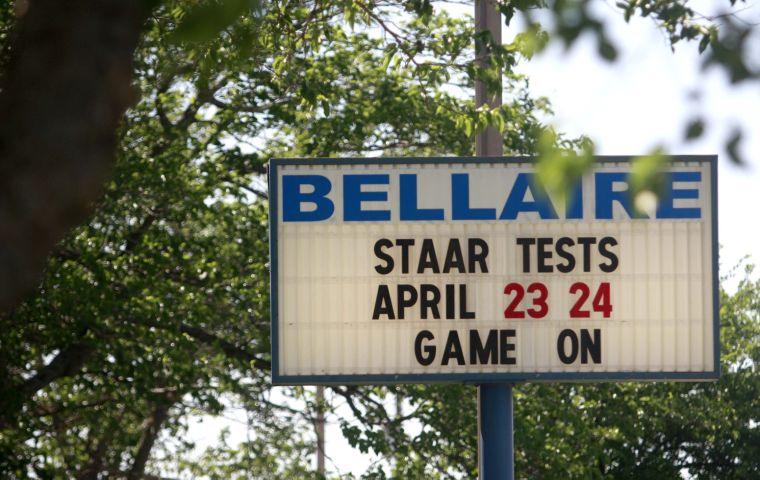 BELLAIRE
STAAR TESTS
APRIL 23 24
GAME ON